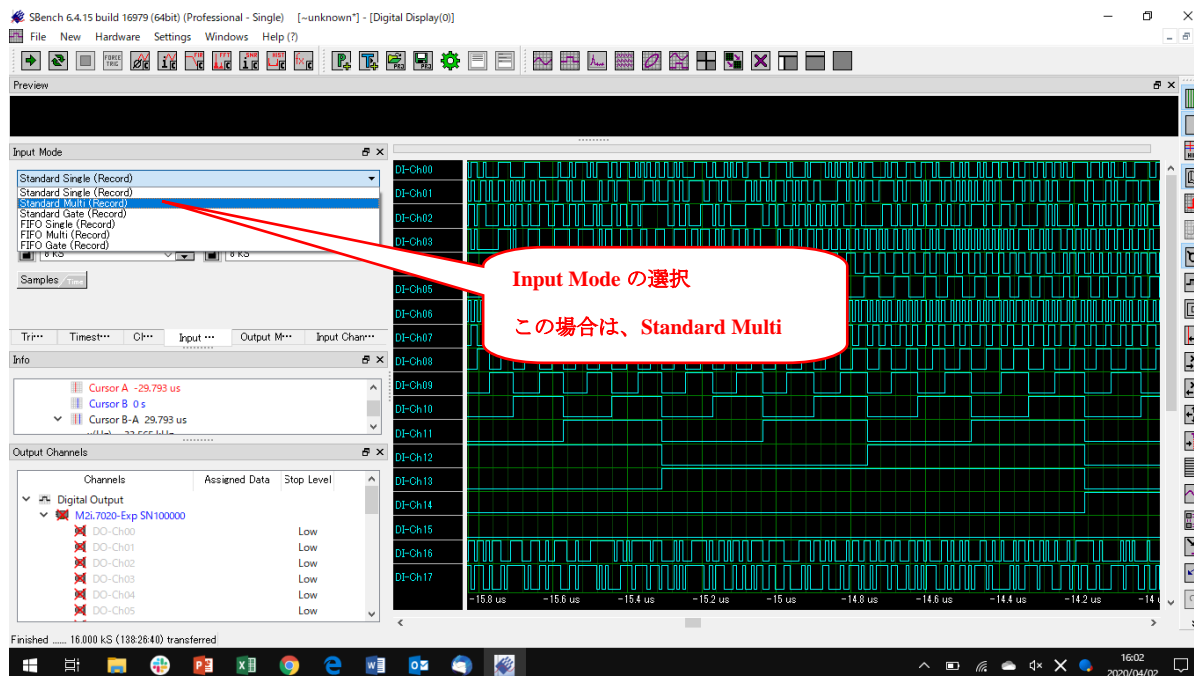 SBench 6.4.15 build 16979 (64bit) (Professional - Single) [~unknown*] - [Digital Display(0)]
File New Hardware Settings Windows Help (?)
Preview
Input Mode
Standard Single (Record)
Standard Single (Record)
Standard Multi (Record)
Standard Gate (Record)
FIFO Single (Record)
FIFO Multi (Record)
FIFO Gate (Record)
Samples / Time
Tri… Timest… Cl… Input … Output M… Input Chan…
Info
Cursor A -29.793 us
Cursor B 0 s
Cursor B-A 29.793 us
Output Channels
Channels Assigned Data Stop Level
Digital Output
M2i.7020-Exp SN100000
DO-Ch00 Low
DO-Ch01 Low
DO-Ch02 Low
DO-Ch03 Low
DO-Ch04 Low
DO-Ch05 Low
DI-Ch00
DI-Ch01
DI-Ch02
DI-Ch03
DI-Ch05
DI-Ch06
DI-Ch07
DI-Ch08
DI-Ch09
DI-Ch10
DI-Ch11
DI-Ch12
DI-Ch13
DI-Ch14
DI-Ch15
DI-Ch16
DI-Ch17
Input Mode の選択
この場合は、Standard Multi
-15.8 us -15.6 us -15.4 us -15.2 us -15 us -14.8 us -14.6 us -14.4 us -14.2 us
Finished ...... 16.000 kS (138:26:40) transferred
16:02
2020/04/02